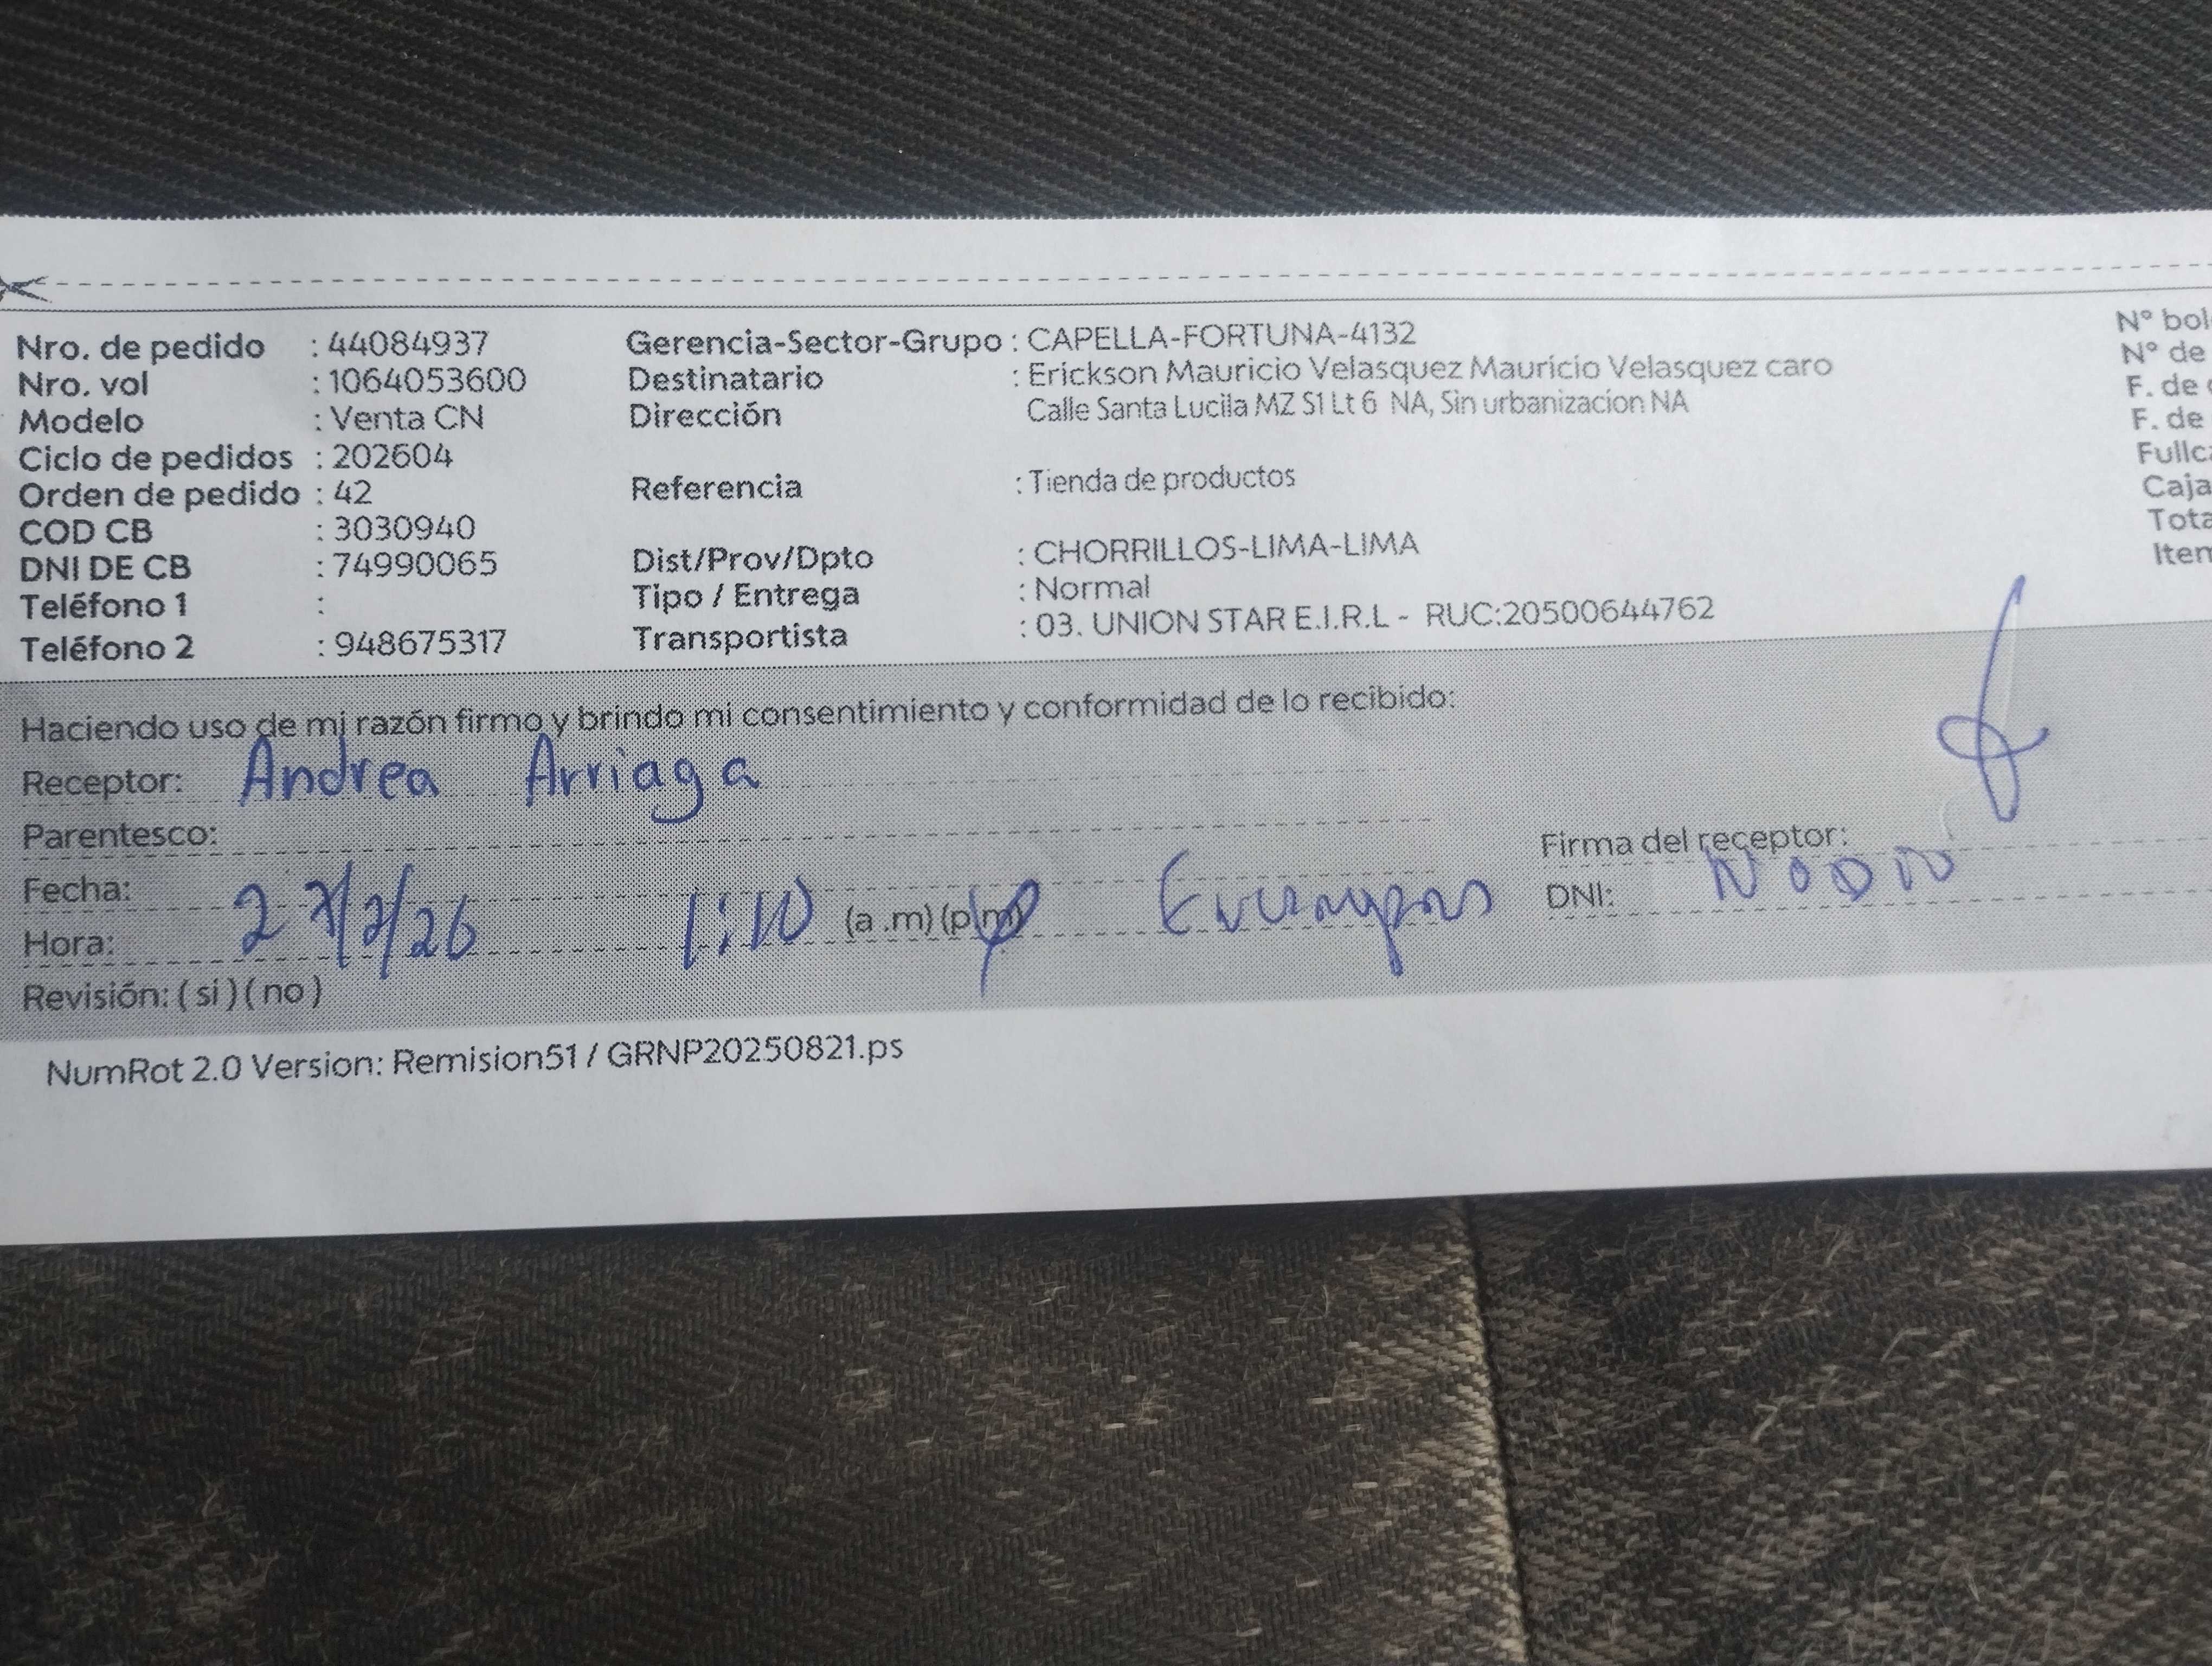 Nro. de pedido : 44084937 Gerencia-Sector-Grupo : CAPELLA-FORTUNA-4132 N° bol
Nro. vol : 1064053600 Destinatario : Erickson Mauricio Velasquez Mauricio Velasquez caro N° de
Modelo : Venta CN Dirección Calle Santa Lucila MZ S1 Lt 6 NA, Sin urbanizacion NA F. de
Ciclo de pedidos : 202604 F. de
Orden de pedido : 42 Referencia : Tienda de productos Fullc
COD CB : 3030940 Caja
DNI DE CB : 74990065 Dist/Prov/Dpto : CHORRILLOS-LIMA-LIMA Tota
Teléfono 1 : Tipo / Entrega : Normal Item
Teléfono 2 : 948675317 Transportista : 03. UNION STAR E.I.R.L - RUC:20500644762
Haciendo uso de mi razón firmo y brindo mi consentimiento y conformidad de lo recibido:
Receptor: Andrea Arriaga
Parentesco:
Firma del receptor:
Fecha: 27/2/26
DNI:
Hora: 1:10 (a .m) (p.m)
Revisión: ( si ) ( no )
NumRot 2.0 Version: Remision51 / GRNP20250821.ps